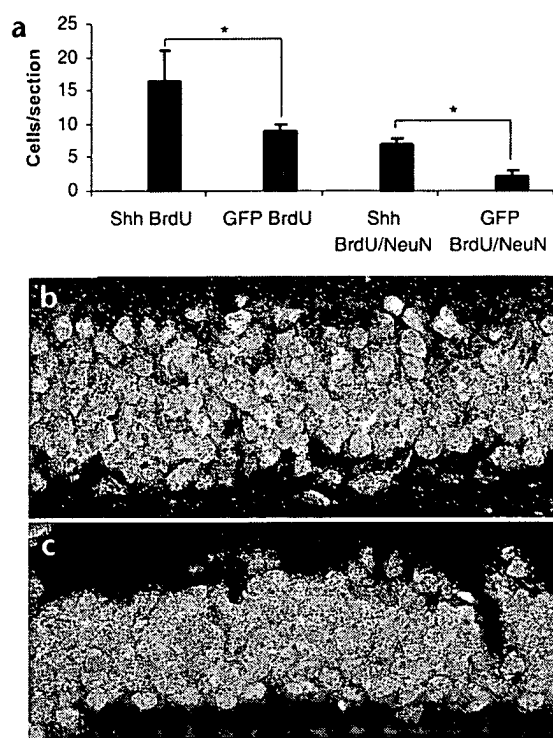 a
25
20
15
10
5
0
Cells/section
*
*
Shh BrdU
GFP BrdU
Shh
BrdU/NeuN
GFP
BrdU/NeuN
b
c